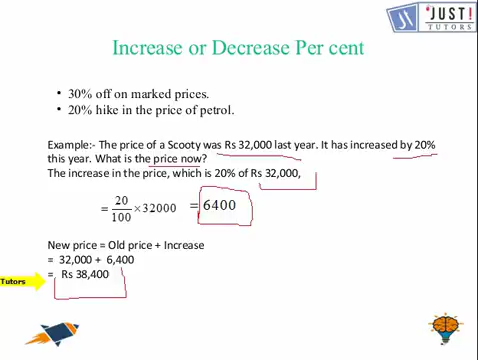 JUST!
TUTORS
Increase or Decrease Per cent
• 30% off on marked prices.
• 20% hike in the price of petrol.
Example:- The price of a Scooty was Rs 32,000 last year. It has increased by 20%
this year. What is the price now?
The increase in the price, which is 20% of Rs 32,000,
= 20/100 ×32000 = 6400
New price = Old price + Increase
= 32,000 + 6,400
= Rs 38,400
Tutors